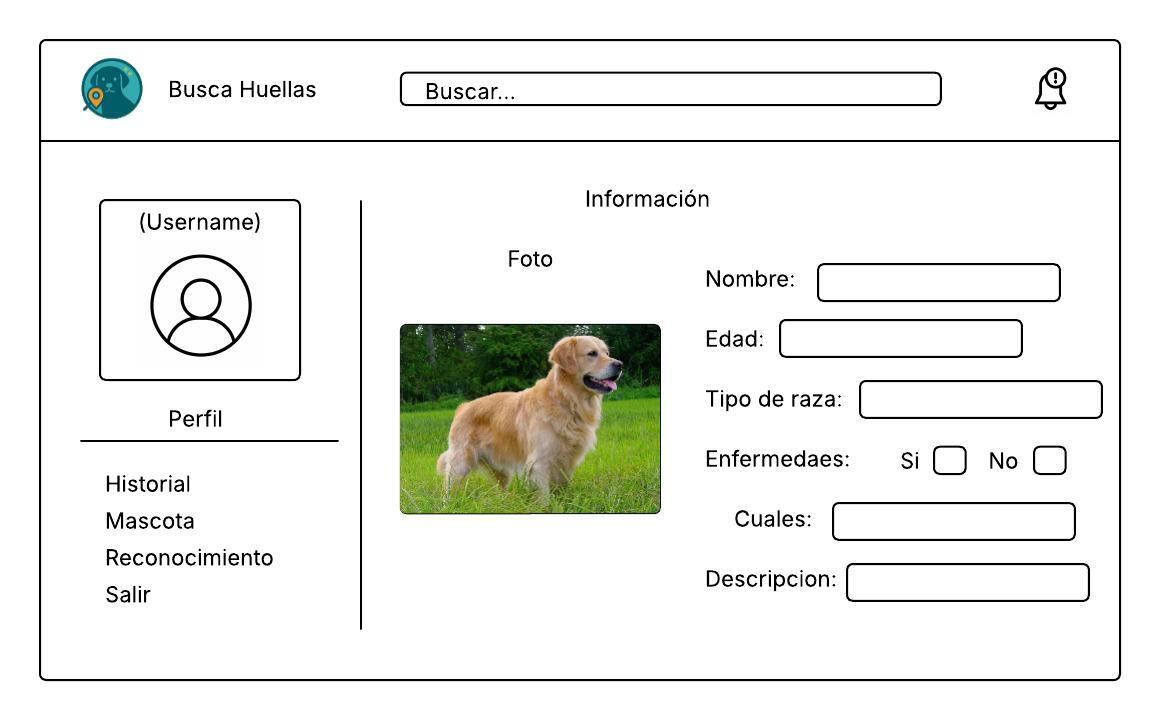 Busca Huellas
Buscar...
(Username)
Perfil
Historial
Mascota
Reconocimiento
Salir
Información
Foto
Nombre:
Edad:
Tipo de raza:
Enfermedaes: Si No
Cuales:
Descripcion: